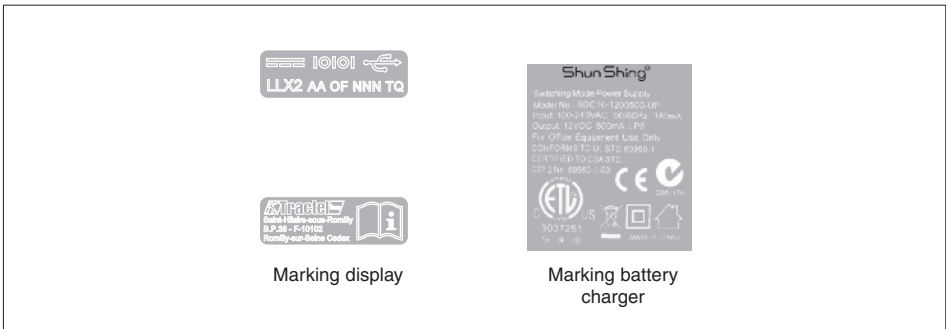 IOIOI
LLX2 AA OF NNN TQ
Tractel
Saint-Hilaire-sous-Romilly
B.P.38 - F-10102
Romilly-sur-Seine Cedex
i
Marking display
ShunShing®
Switching Mode Power Supply
Model No.
Input: 100-240VAC 50/60Hz 180mA
Output: 12VDC 500mA LPS
For Office Equipment Use Only
CONFORMS TO UL STD.60950-1
CERTIFIED TO CSA STD.
C22.2 No. 60950-1-03
CE
C ETL US
3037251
Marking battery
charger